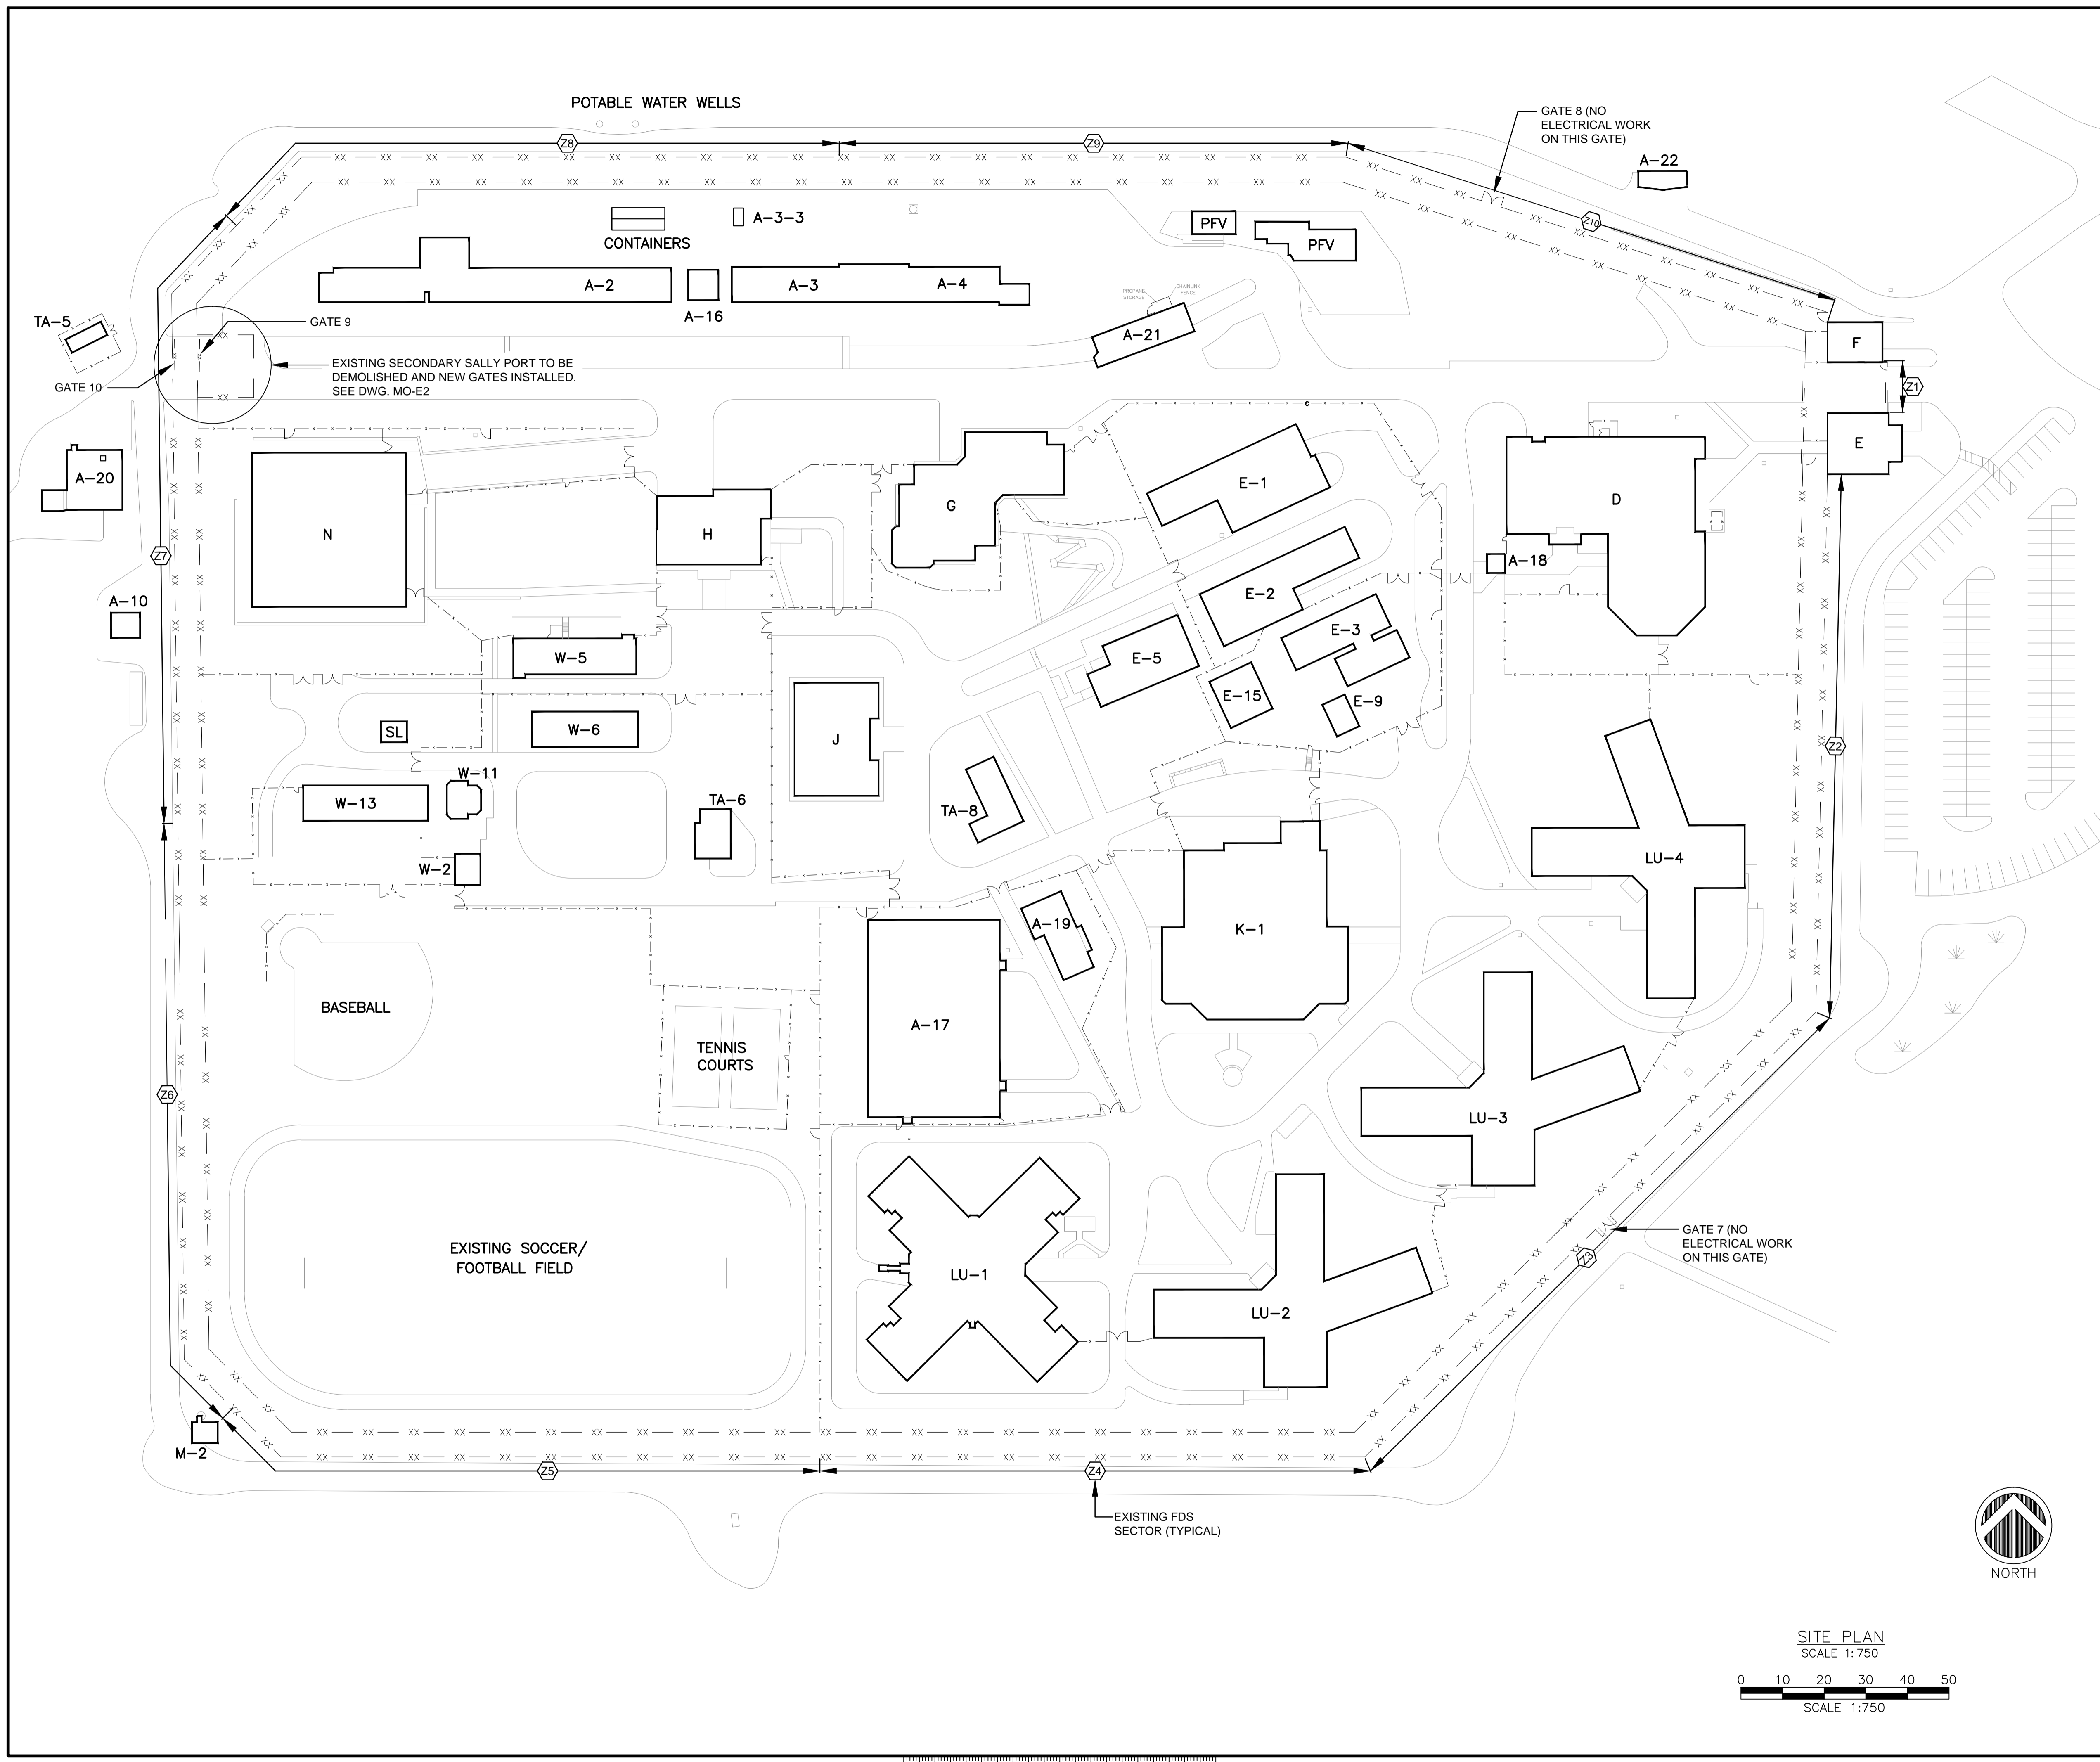 POTABLE WATER WELLS
GATE 8 (NO
ELECTRICAL WORK
ON THIS GATE)
Z8
Z9
A-22
Z10
A-3-3
CONTAINERS
PFV
PFV
A-2
A-16
A-3
A-4
PROPANE
STORAGE
CHAINLINK
FENCE
A-21
TA-5
GATE 9
EXISTING SECONDARY SALLY PORT TO BE
DEMOLISHED AND NEW GATES INSTALLED.
SEE DWG. MO-E2
GATE 10
F
Z1
E
C
A-20
N
H
G
E-1
D
Z7
A-18
E-2
A-10
W-5
E-5
E-3
E-15
E-9
SL
W-6
J
Z2
W-11
W-13
TA-6
TA-8
W-2
LU-4
A-19
K-1
BASEBALL
A-17
TENNIS
COURTS
Z6
LU-3
GATE 7 (NO
ELECTRICAL WORK
ON THIS GATE)
Z3
EXISTING SOCCER/
FOOTBALL FIELD
LU-1
LU-2
M-2
Z5
Z4
EXISTING FDS
SECTOR (TYPICAL)
NORTH
SITE PLAN
SCALE 1:750
0 10 20 30 40 50
SCALE 1:750